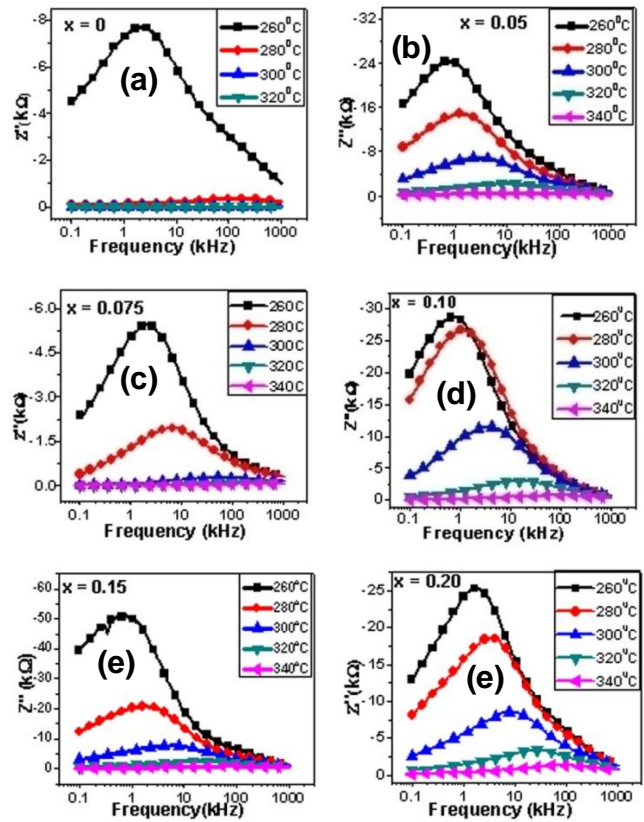 x = 0
(a)
260⁰C
280⁰C
300⁰C
320⁰C
Z''(kΩ)
-8
-6
-4
-2
0
0.1 1 10 100 1000
Frequency (kHz)
(b)
x = 0.05
260⁰C
280⁰C
300⁰C
320⁰C
340⁰C
Z''(kΩ)
-32
-24
-16
-8
0
0.1 1 10 100 1000
Frequency(kHz)
x = 0.075
(c)
260C
280C
300C
320C
340C
Z''(kΩ)
-6.0
-4.5
-3.0
-1.5
0.0
0.1 1 10 100 1000
Frequency (kHz)
x = 0.10
(d)
260⁰C
280⁰C
300⁰C
320⁰C
340⁰C
Z''(kΩ)
-30
-25
-20
-15
-10
-5
0
0.1 1 10 100 1000
Frequency (kHz)
x = 0.15
(e)
260ᴬC
280ᴬC
300ᴬC
320ᴬC
340ᴬC
Z''(kΩ)
-60
-50
-40
-30
-20
-10
0
0.1 1 10 100 1000
Frequency(kHz)
x = 0.20
(e)
260⁰C
280⁰C
300⁰C
320⁰C
340⁰C
Z''(kΩ)
-25
-20
-15
-10
-5
0
0.1 1 10 100 1000
Frequency(kHz)